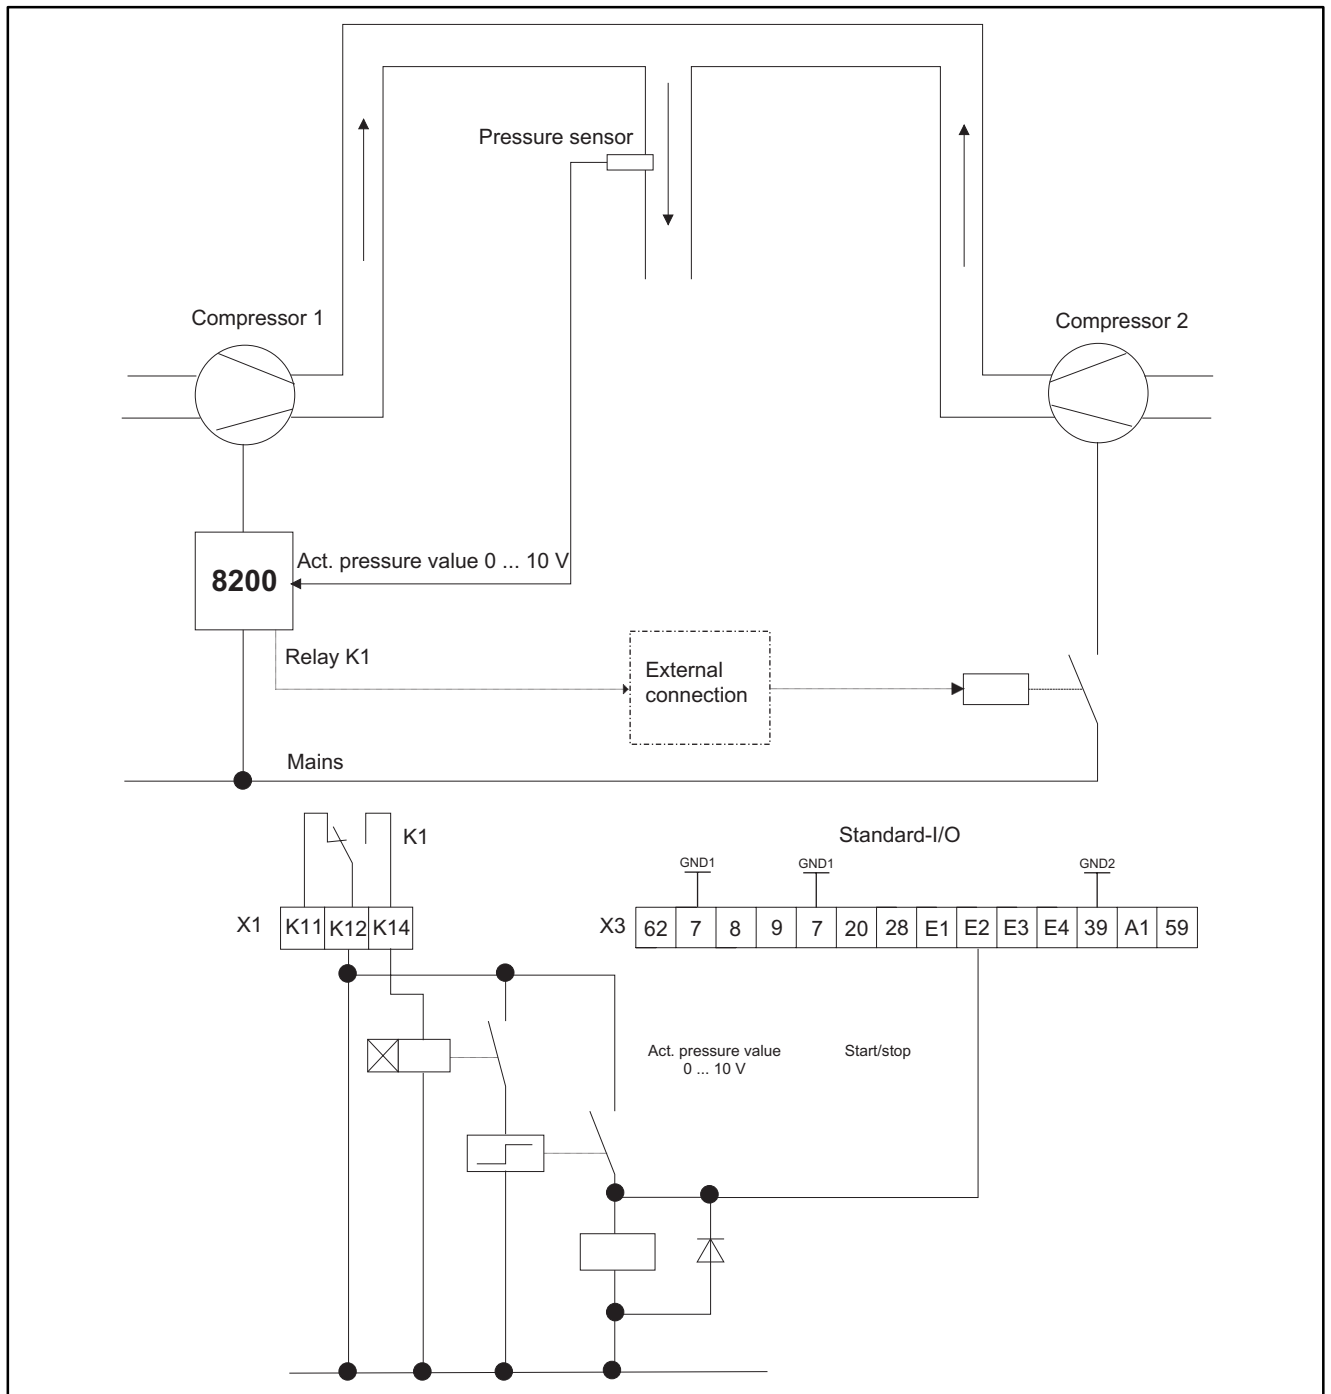 Pressure sensor
Compressor 1
Compressor 2
8200
Act. pressure value 0 ... 10 V
Relay K1
External
connection
Mains
K1
Standard-I/O
GND1
GND1
GND2
X1 K11 K12 K14
X3 62 7 8 9 7 20 28 E1 E2 E3 E4 39 A1 59
Act. pressure value
0 ... 10 V
Start/stop